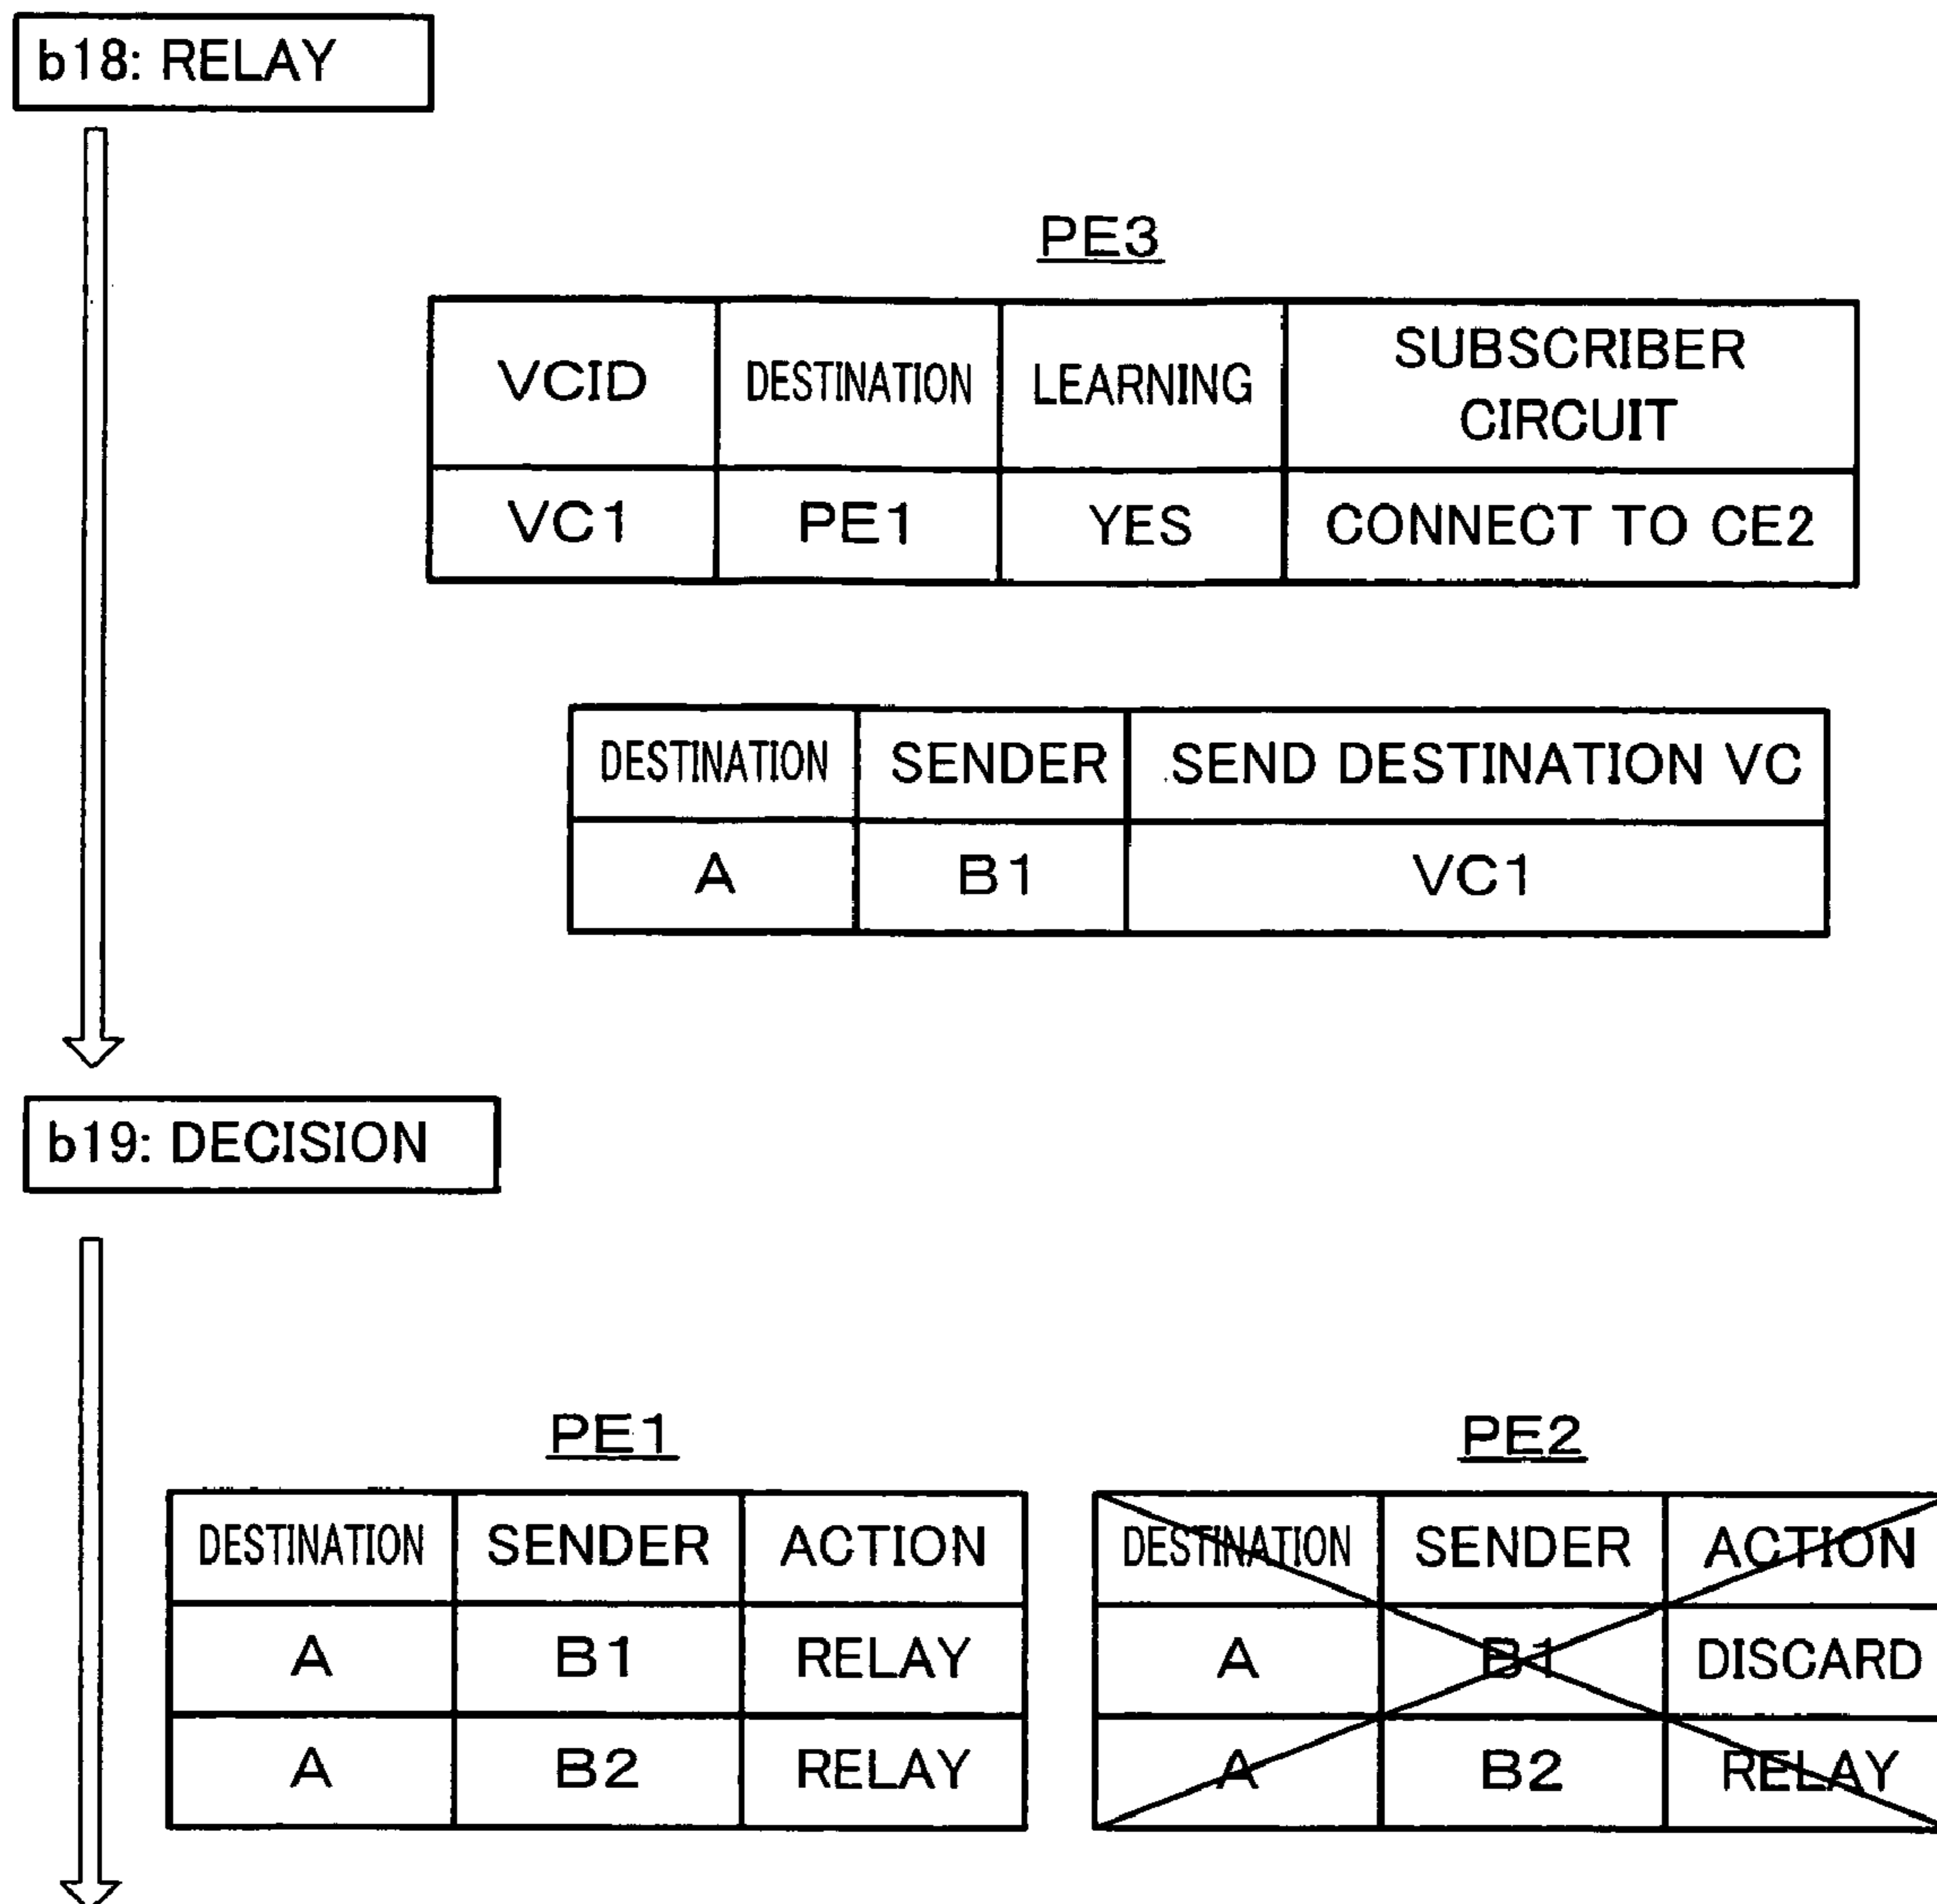 b18: RELAY
PE3
VCID DESTINATION LEARNING SUBSCRIBER CIRCUIT
VC1 PE1 YES CONNECT TO CE2
DESTINATION SENDER SEND DESTINATION VC
A B1 VC1
b19: DECISION
PE1
DESTINATION SENDER ACTION
A B1 RELAY
A B2 RELAY
PE2
DESTINATION SENDER ACTION
A B1 DISCARD
A B2 RELAY